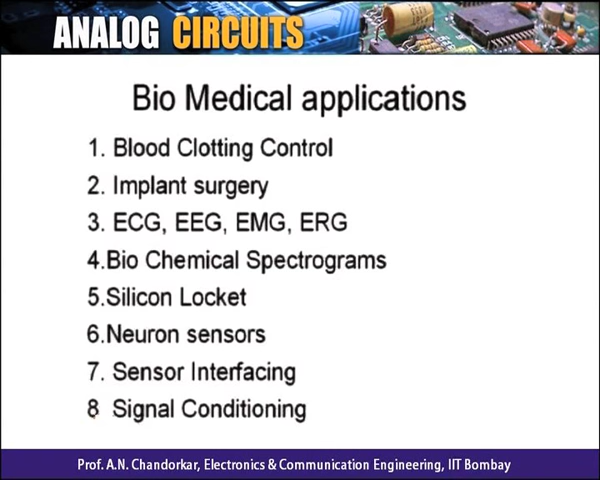 ANALOG CIRCUITS
Bio Medical applications
1. Blood Clotting Control
2. Implant surgery
3. ECG, EEG, EMG, ERG
4.Bio Chemical Spectrograms
5.Silicon Locket
6.Neuron sensors
7. Sensor Interfacing
8 Signal Conditioning
Prof. A.N. Chandorkar, Electronics & Communication Engineering, IIT Bombay